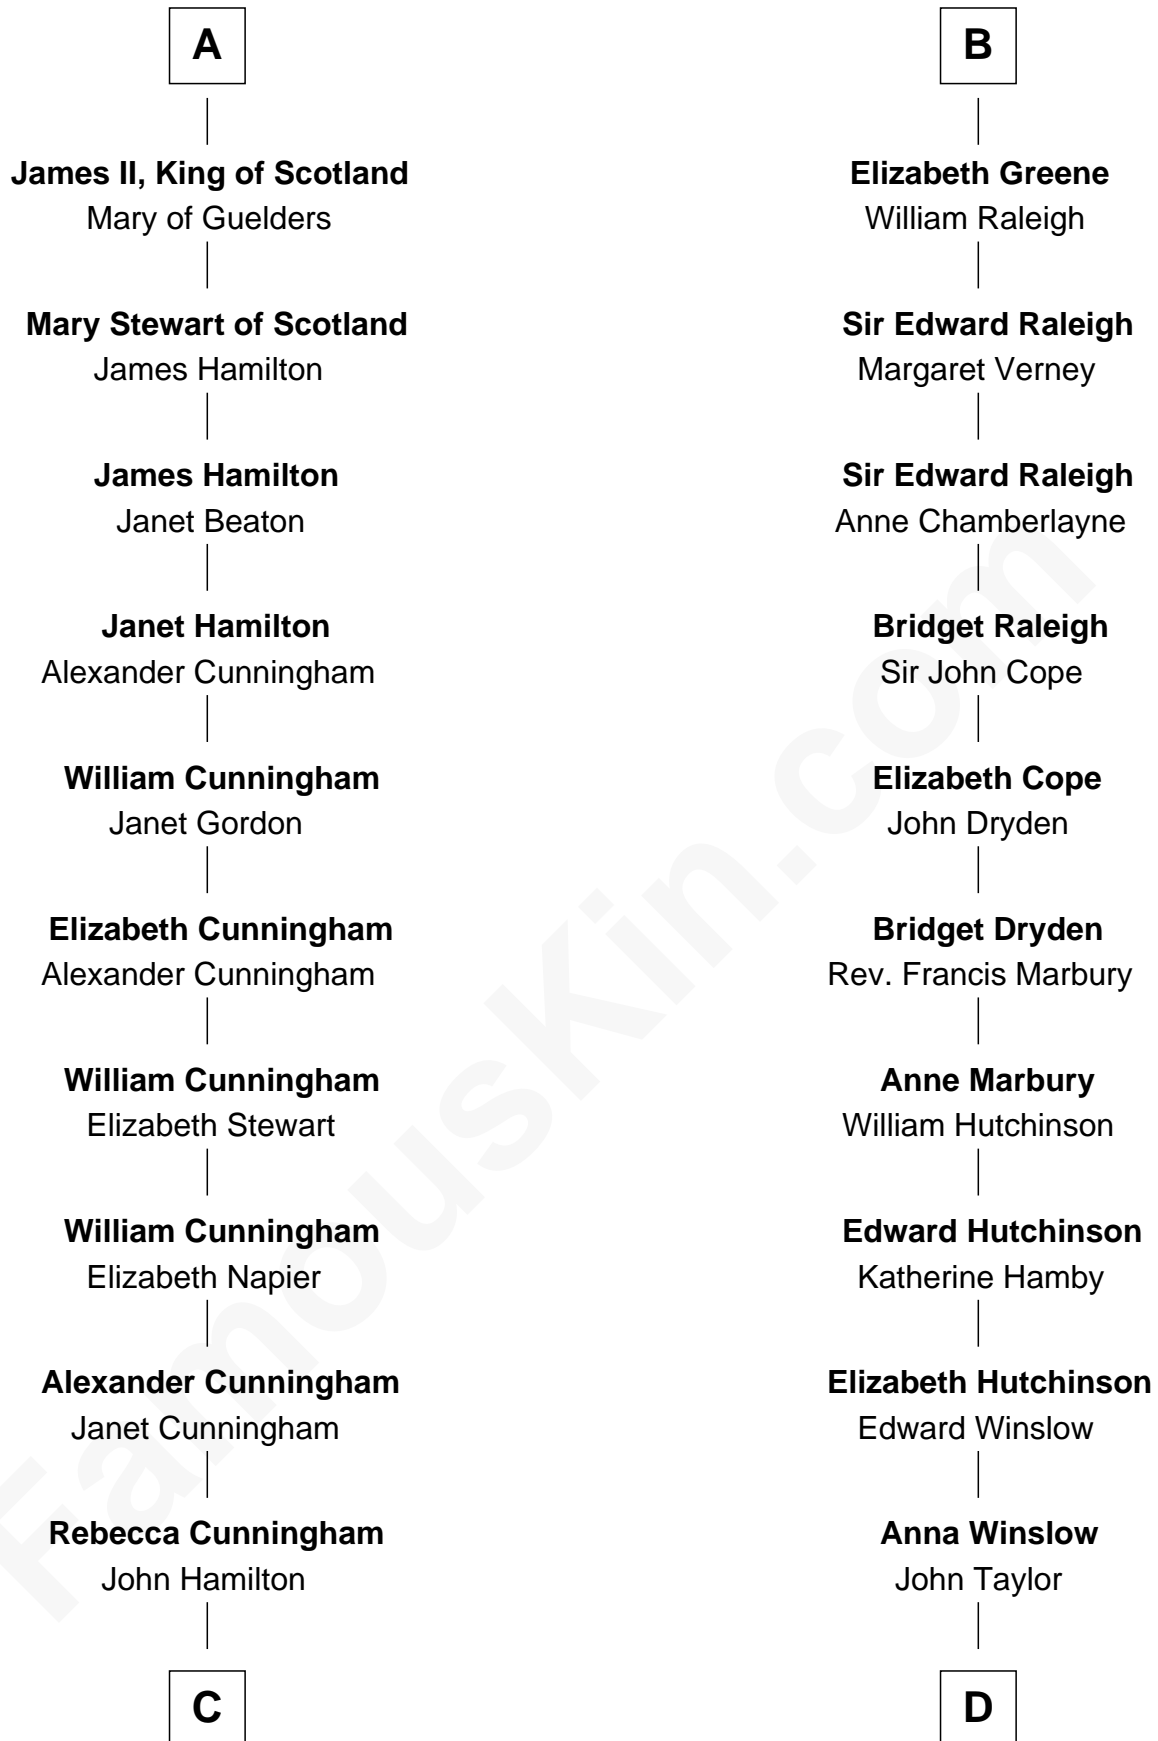 A
James II, King of Scotland
Mary of Guelders
Mary Stewart of Scotland
James Hamilton
James Hamilton
Janet Beaton
Janet Hamilton
Alexander Cunningham
William Cunningham
Janet Gordon
Elizabeth Cunningham
Alexander Cunningham
William Cunningham
Elizabeth Stewart
William Cunningham
Elizabeth Napier
Alexander Cunningham
Janet Cunningham
Rebecca Cunningham
John Hamilton
C
B
Elizabeth Greene
William Raleigh
Sir Edward Raleigh
Margaret Verney
Sir Edward Raleigh
Anne Chamberlayne
Bridget Raleigh
Sir John Cope
Elizabeth Cope
John Dryden
Bridget Dryden
Rev. Francis Marbury
Anne Marbury
William Hutchinson
Edward Hutchinson
Katherine Hamby
Elizabeth Hutchinson
Edward Winslow
Anna Winslow
John Taylor
D
FamousKin.com